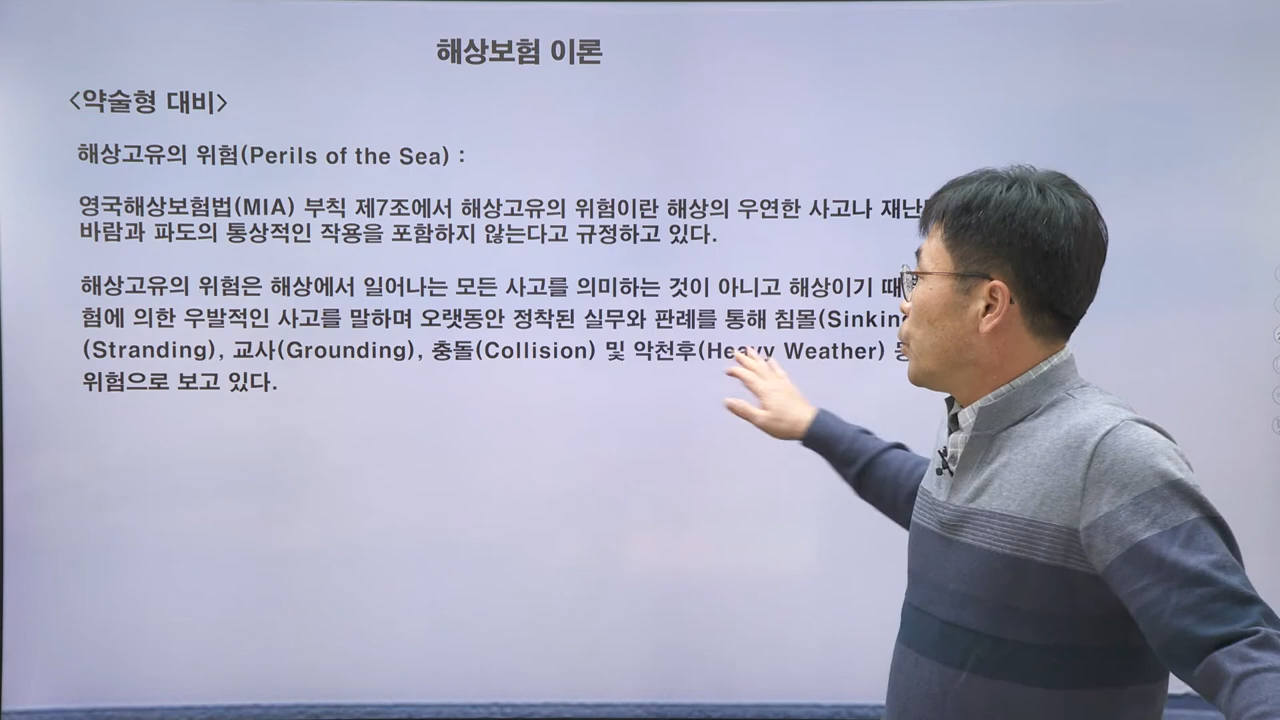 해상보험 이론
<약술형 대비>
해상고유의 위험(Perils of the Sea) :
영국해상보험법(MIA) 부칙 제7조에서 해상고유의 위험이란 해상의 우연한 사고나
바람과 파도의 통상적인 작용을 포함하지 않는다고 규정하고 있다.
해상고유의 위험은 해상에서 일어나는 모든 사고를 의미하는 것이 아니고 해상이기
험에 의한 우발적인 사고를 말하며 오랫동안 정착된 실무와 판례를 통해
(Stranding), 교사(Grounding), 충돌(Collision) 및 악천후(Heavy Weather)
위험으로 보고 있다.